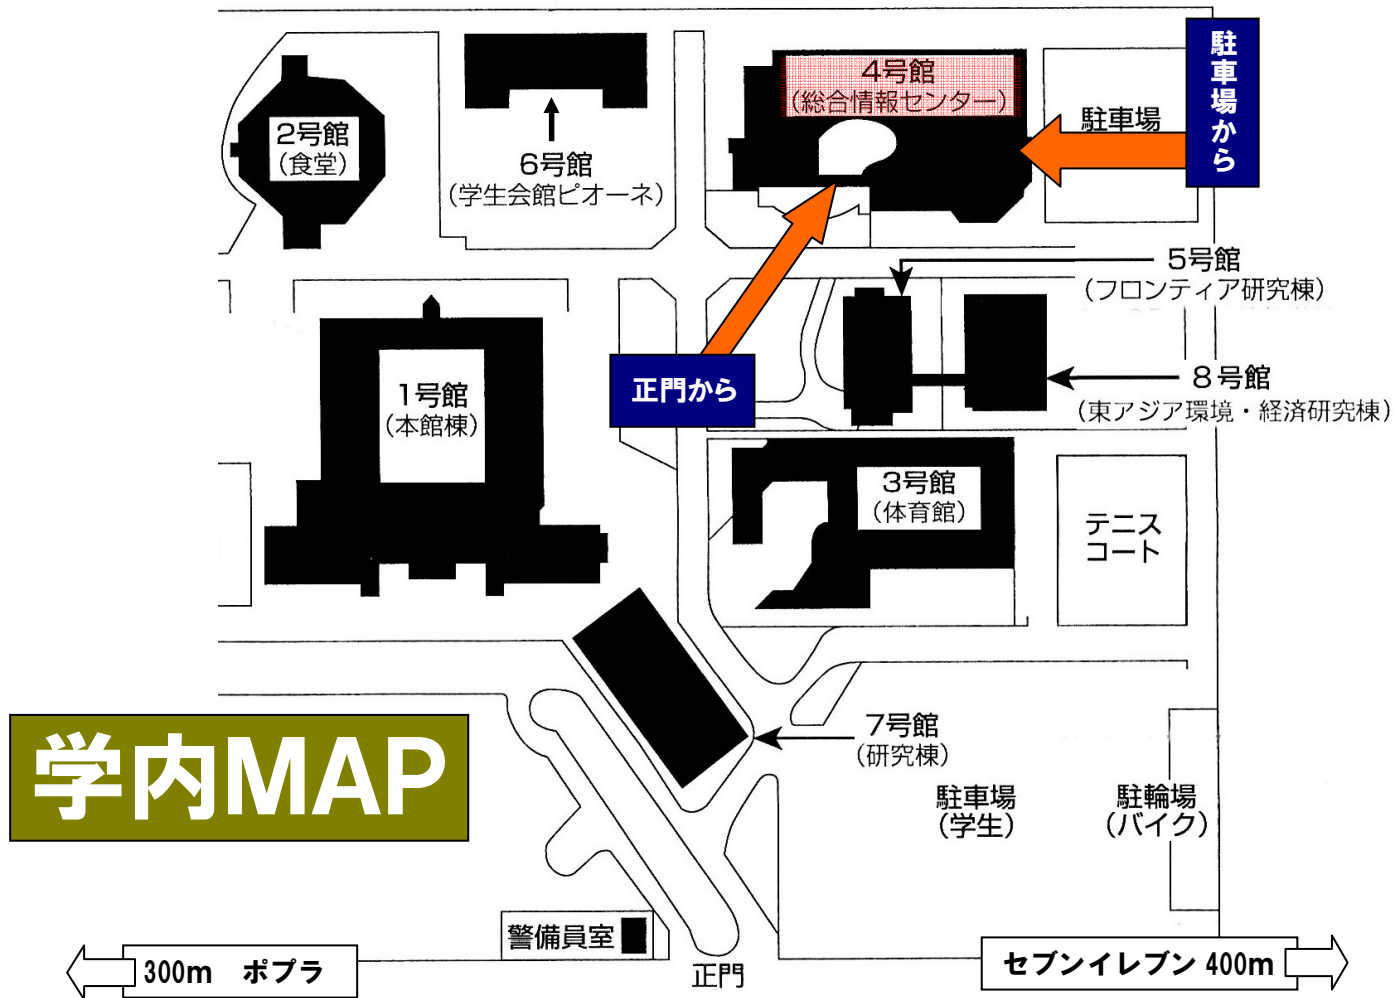 4号館
(総合情報センター)
駐車場から
駐車場
2号館
(食堂)
6号館
(学生会館ピオーネ)
5号館
(フロンティア研究棟)
正門から
8号館
(東アジア環境・経済研究棟)
1号館
(本館棟)
3号館
(体育館)
テニス
コート
7号館
(研究棟)
学内MAP
駐車場
(学生)
駐輪場
(バイク)
警備員室
正門
300m ポプラ
セブンイレブン 400m